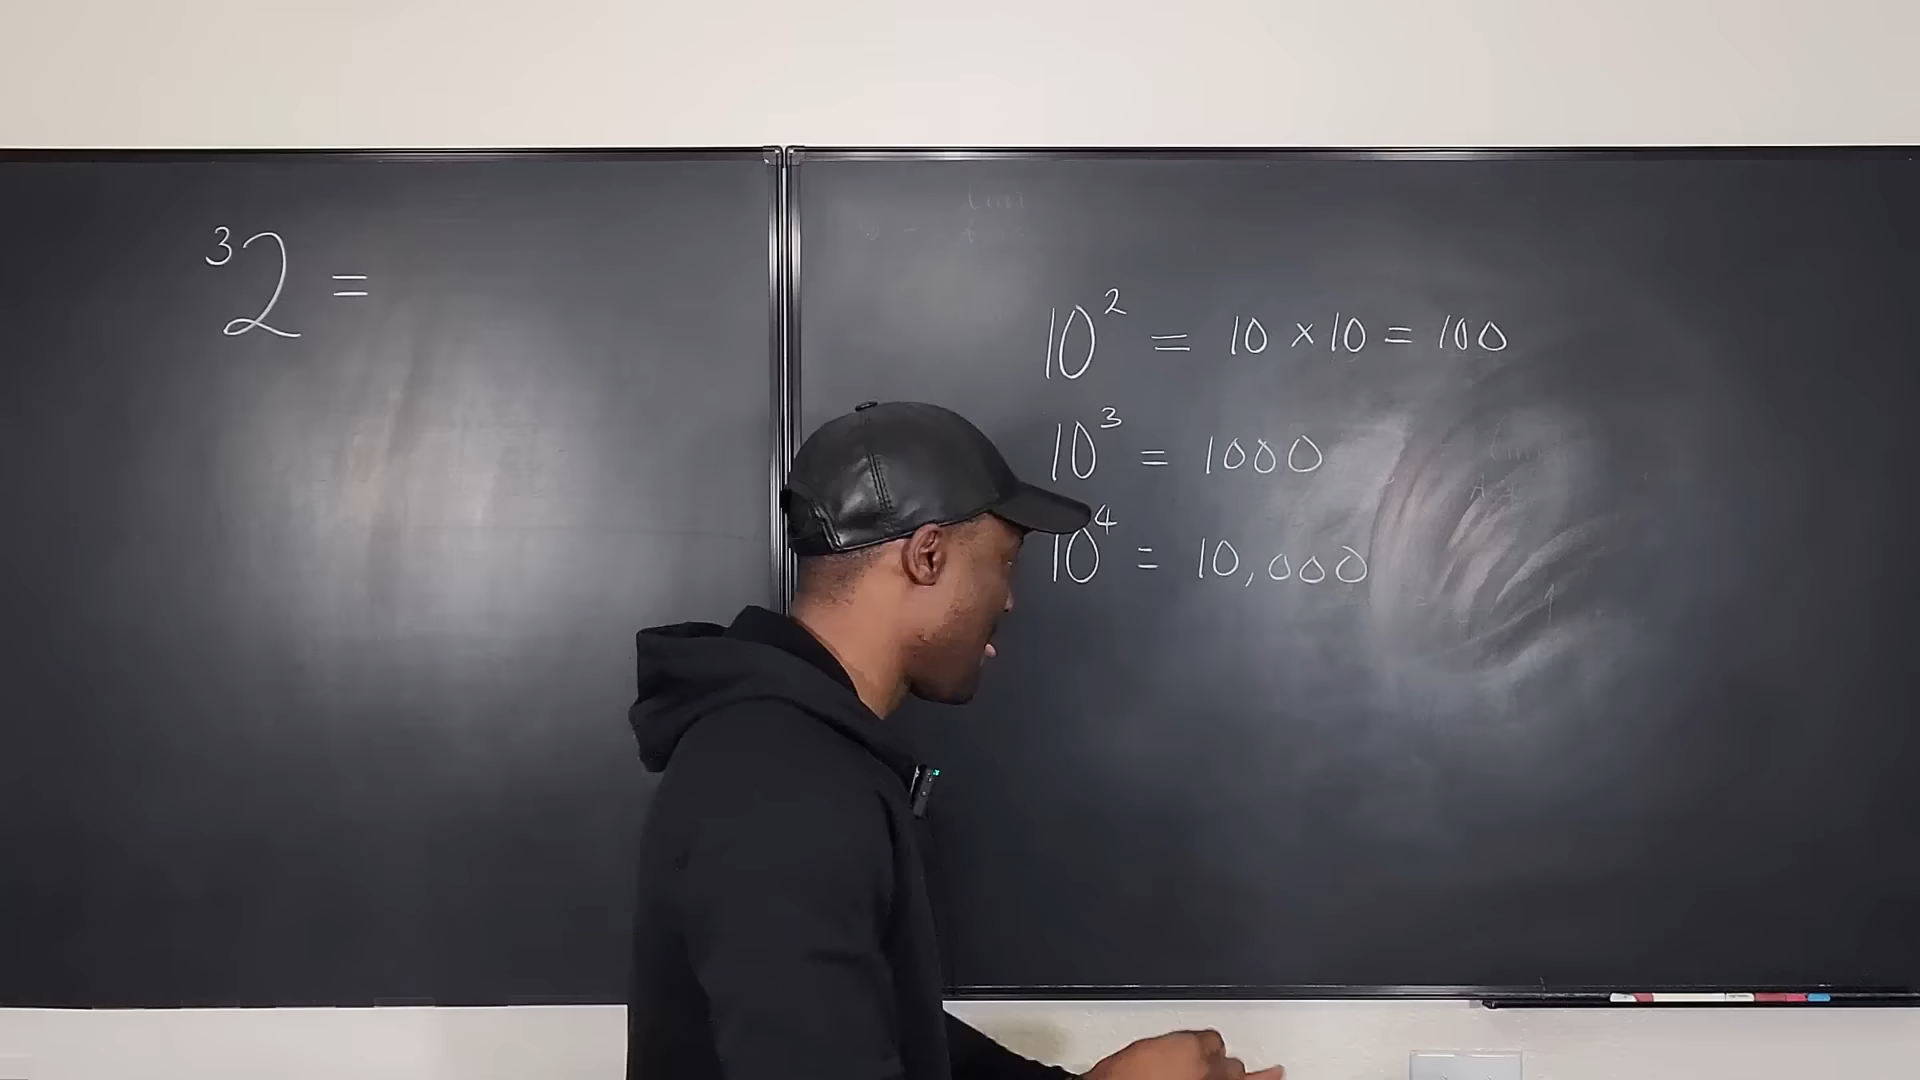 ³2 =
10² = 10 × 10 = 100
10³ = 1000
10⁴ = 10,000